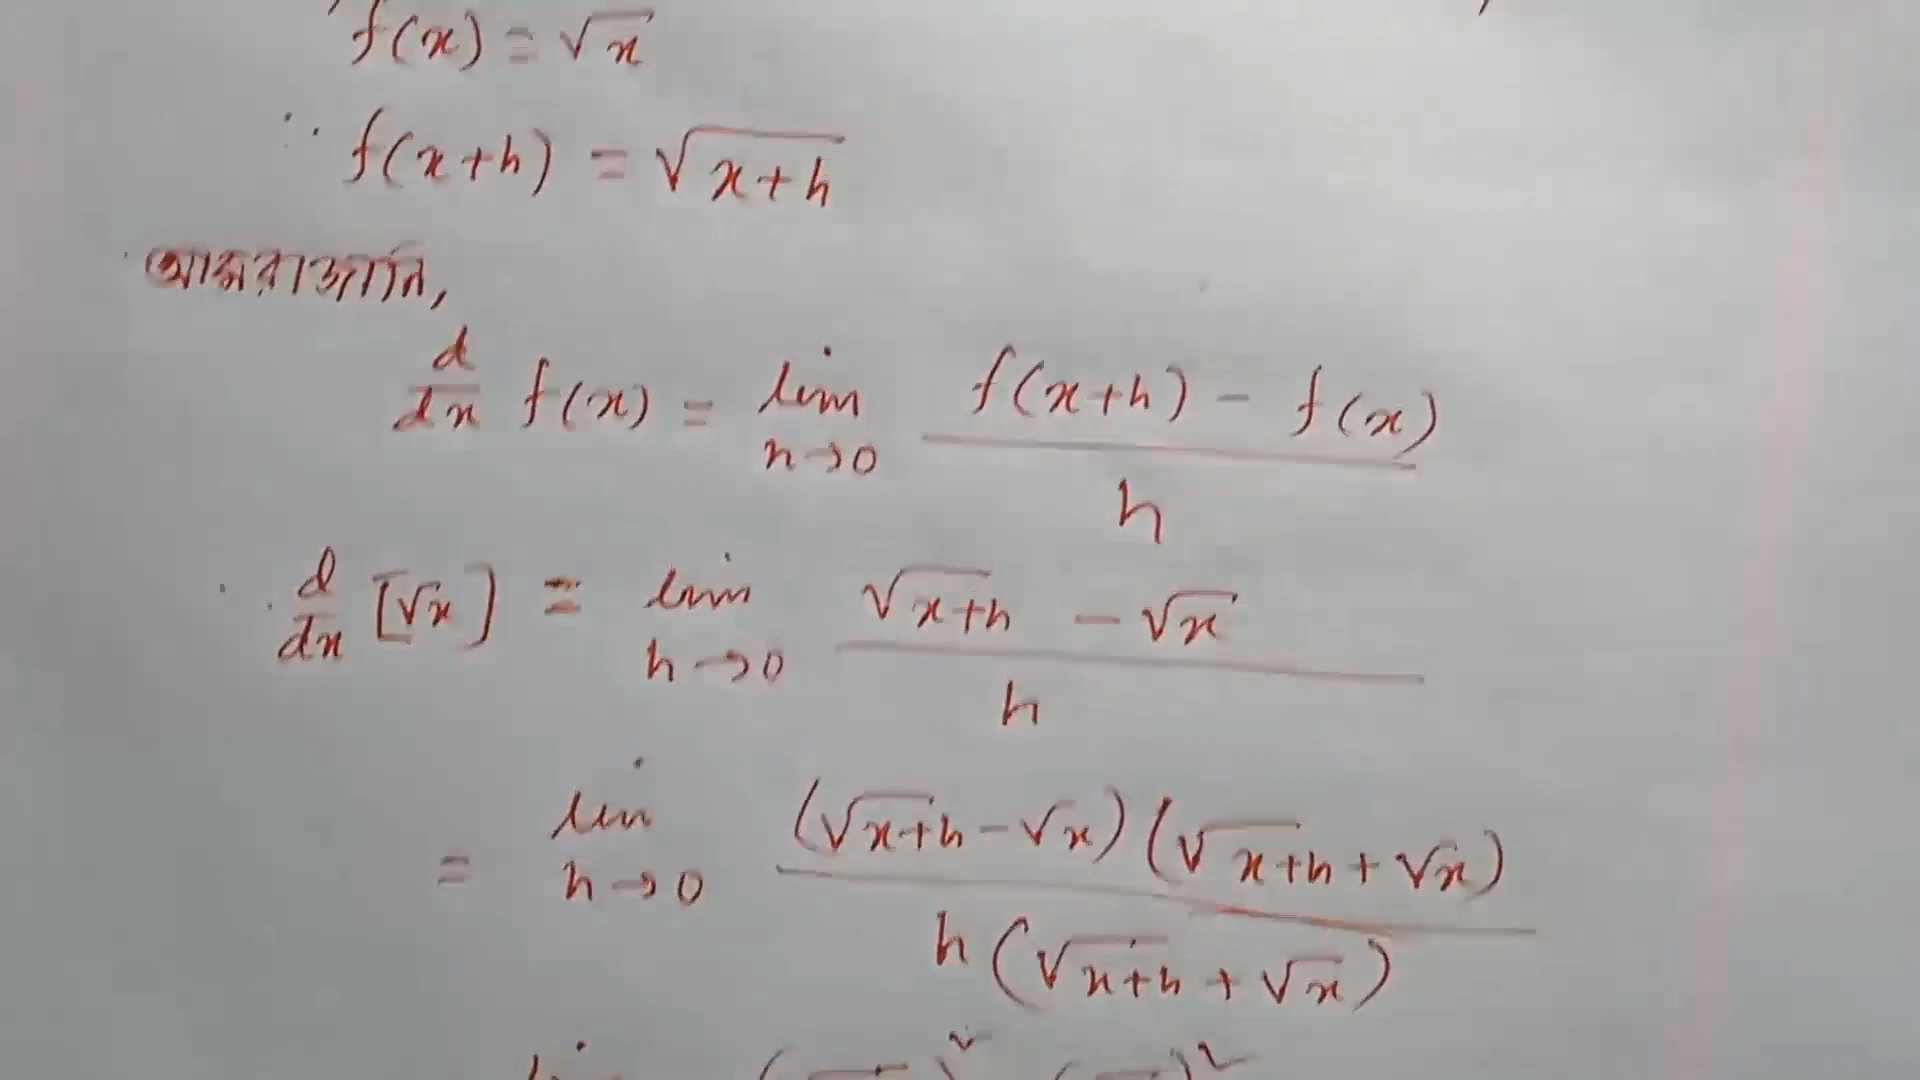 f(x) = √x
∴ f(x+h) = √(x+h)
আমরা জানি,
d/dx f(x) = lim h→0 (f(x+h) - f(x))/h
∴ d/dx [√x] = lim h→0 (√(x+h) - √x)/h
= lim h→0 ((√(x+h) - √x)(√(x+h) + √x))/(h(√(x+h) + √x))